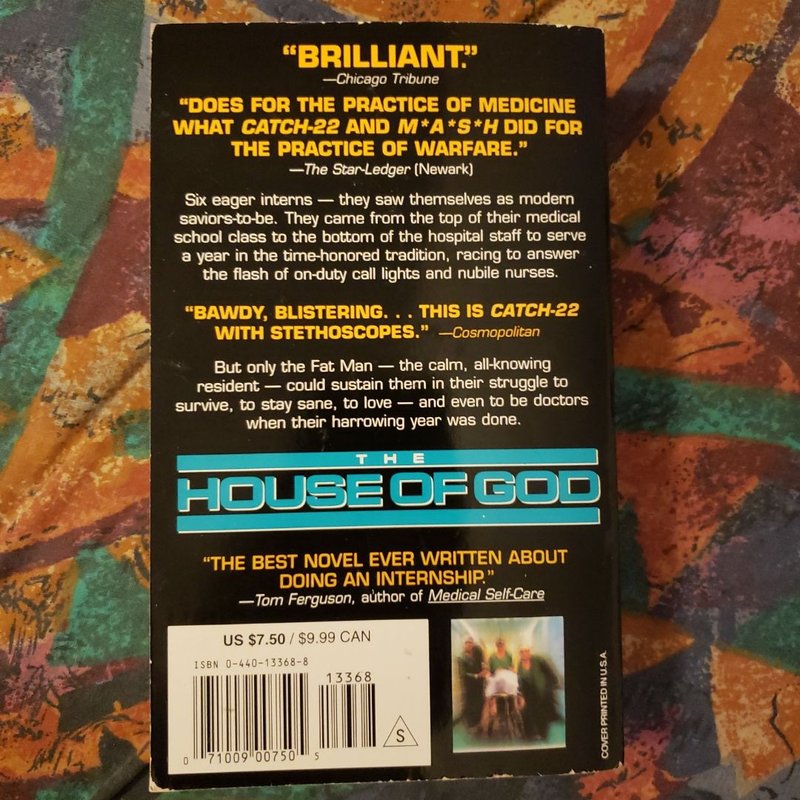 “BRILLIANT.”
—Chicago Tribune
“DOES FOR THE PRACTICE OF MEDICINE
WHAT CATCH-22 AND M*A*S*H DID FOR
THE PRACTICE OF WARFARE.”
—The Star-Ledger (Newark)
Six eager interns — they saw themselves as modern
saviors-to-be. They came from the top of their medical
school class to the bottom of the hospital staff to serve
a year in the time-honored tradition, racing to answer
the flash of on-duty call lights and nubile nurses.
“BAWDY, BLISTERING. . . THIS IS CATCH-22
WITH STETHOSCOPES.” —Cosmopolitan
But only the Fat Man — the calm, all-knowing
resident — could sustain them in their struggle to
survive, to stay sane, to love — and even to be doctors
when their harrowing year was done.
THE
HOUSE OF GOD
“THE BEST NOVEL EVER WRITTEN ABOUT
DOING AN INTERNSHIP.”
—Tom Ferguson, author of Medical Self-Care
US $7.50 / $9.99 CAN
ISBN 0-440-13368-8
13368
S
0 71009 00750 5
COVER PRINTED IN U.S.A.